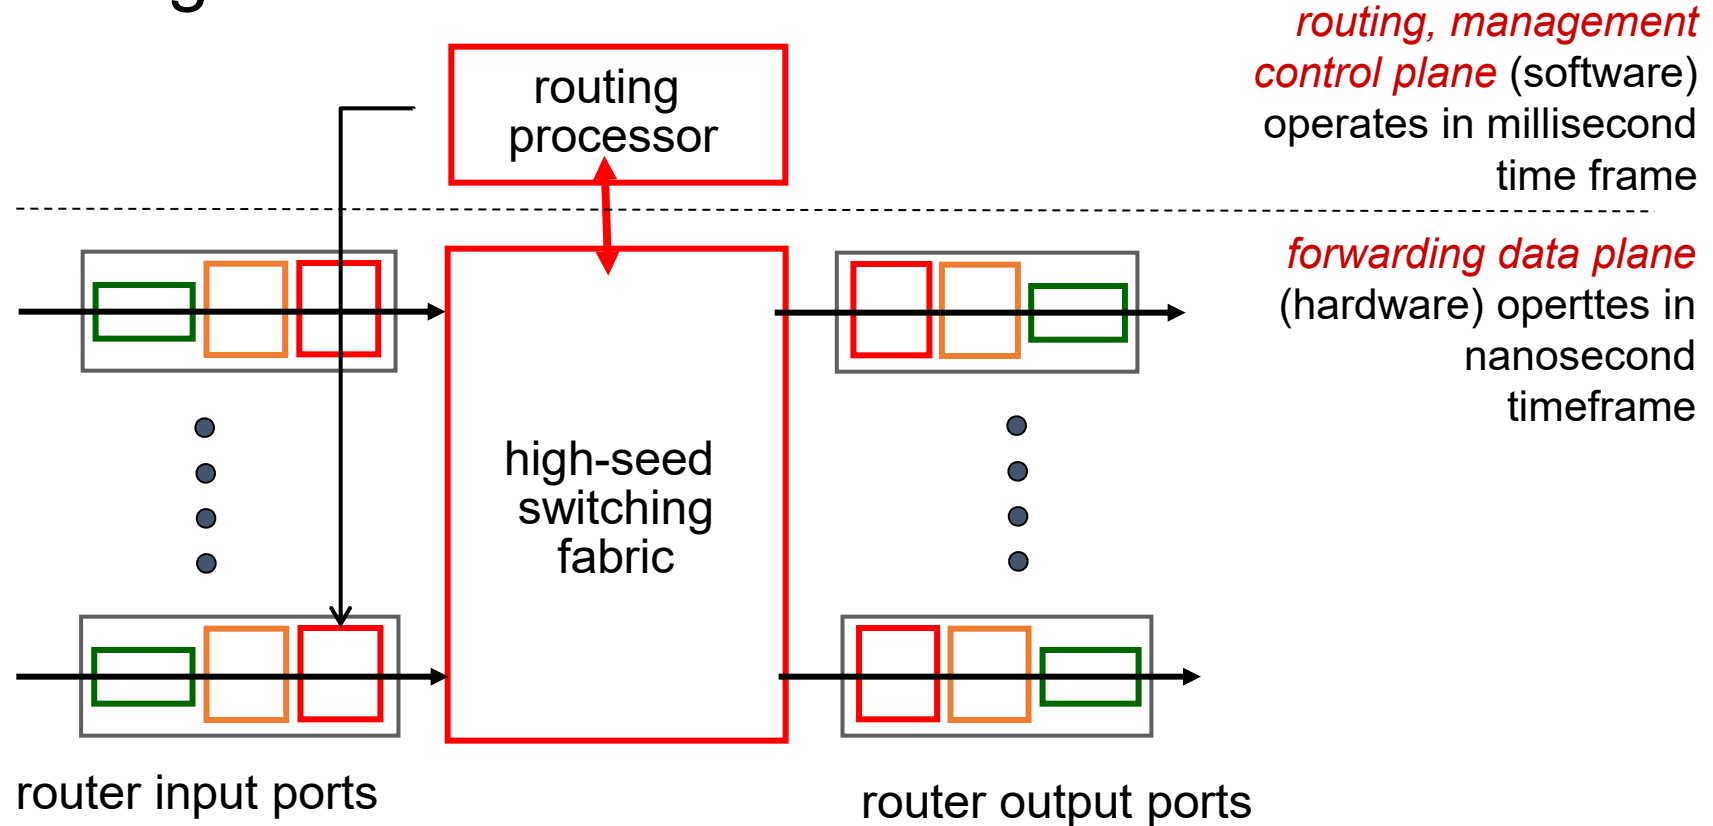 routing, management
control plane (software)
operates in millisecond
time frame
routing
processor
forwarding data plane
(hardware) operttes in
nanosecond
timeframe
high-seed
switching
fabric
router input ports
router output ports